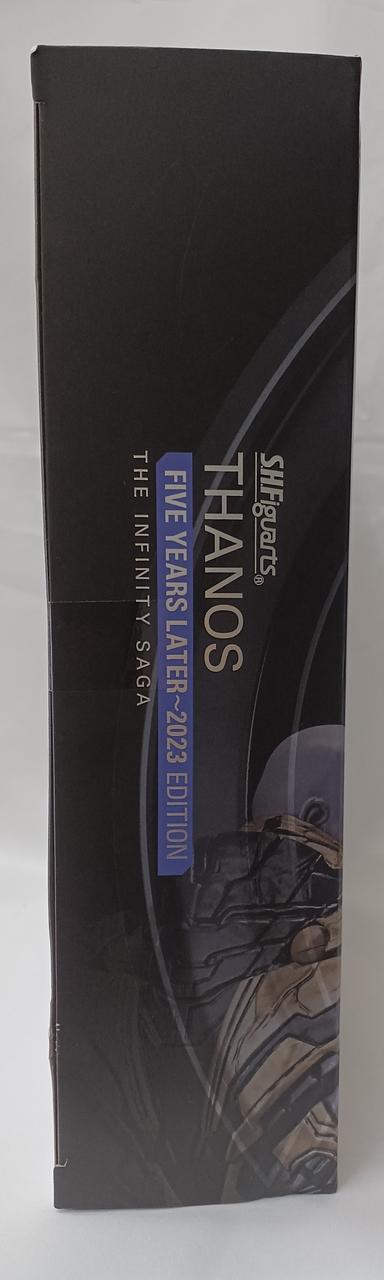 S.H.Figuarts®
THANOS
FIVE YEARS LATER~2023 EDITION
THE INFINITY SAGA